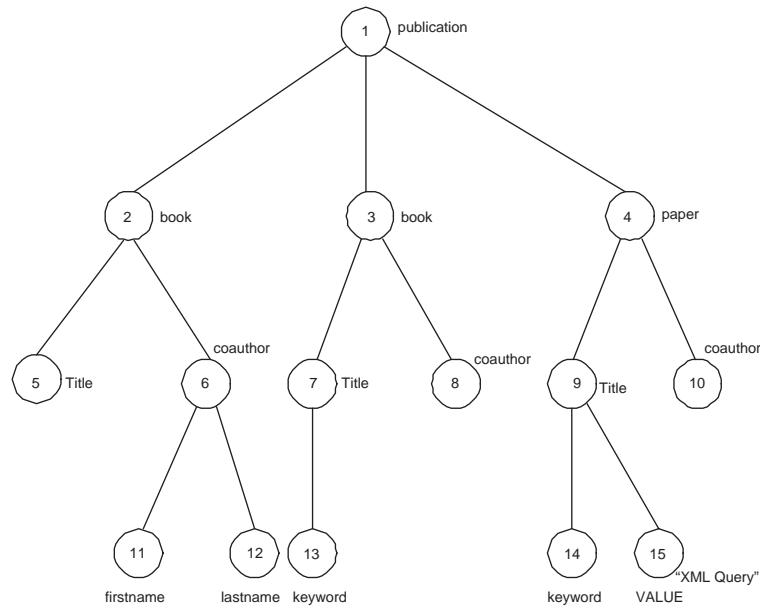 1 publication
2 book
3 book
4 paper
5 Title
coauthor
6
7 Title
8 coauthor
9 Title
coauthor
10
11
12
13
14
15
"XML Query"
firstname
lastname
keyword
keyword
VALUE